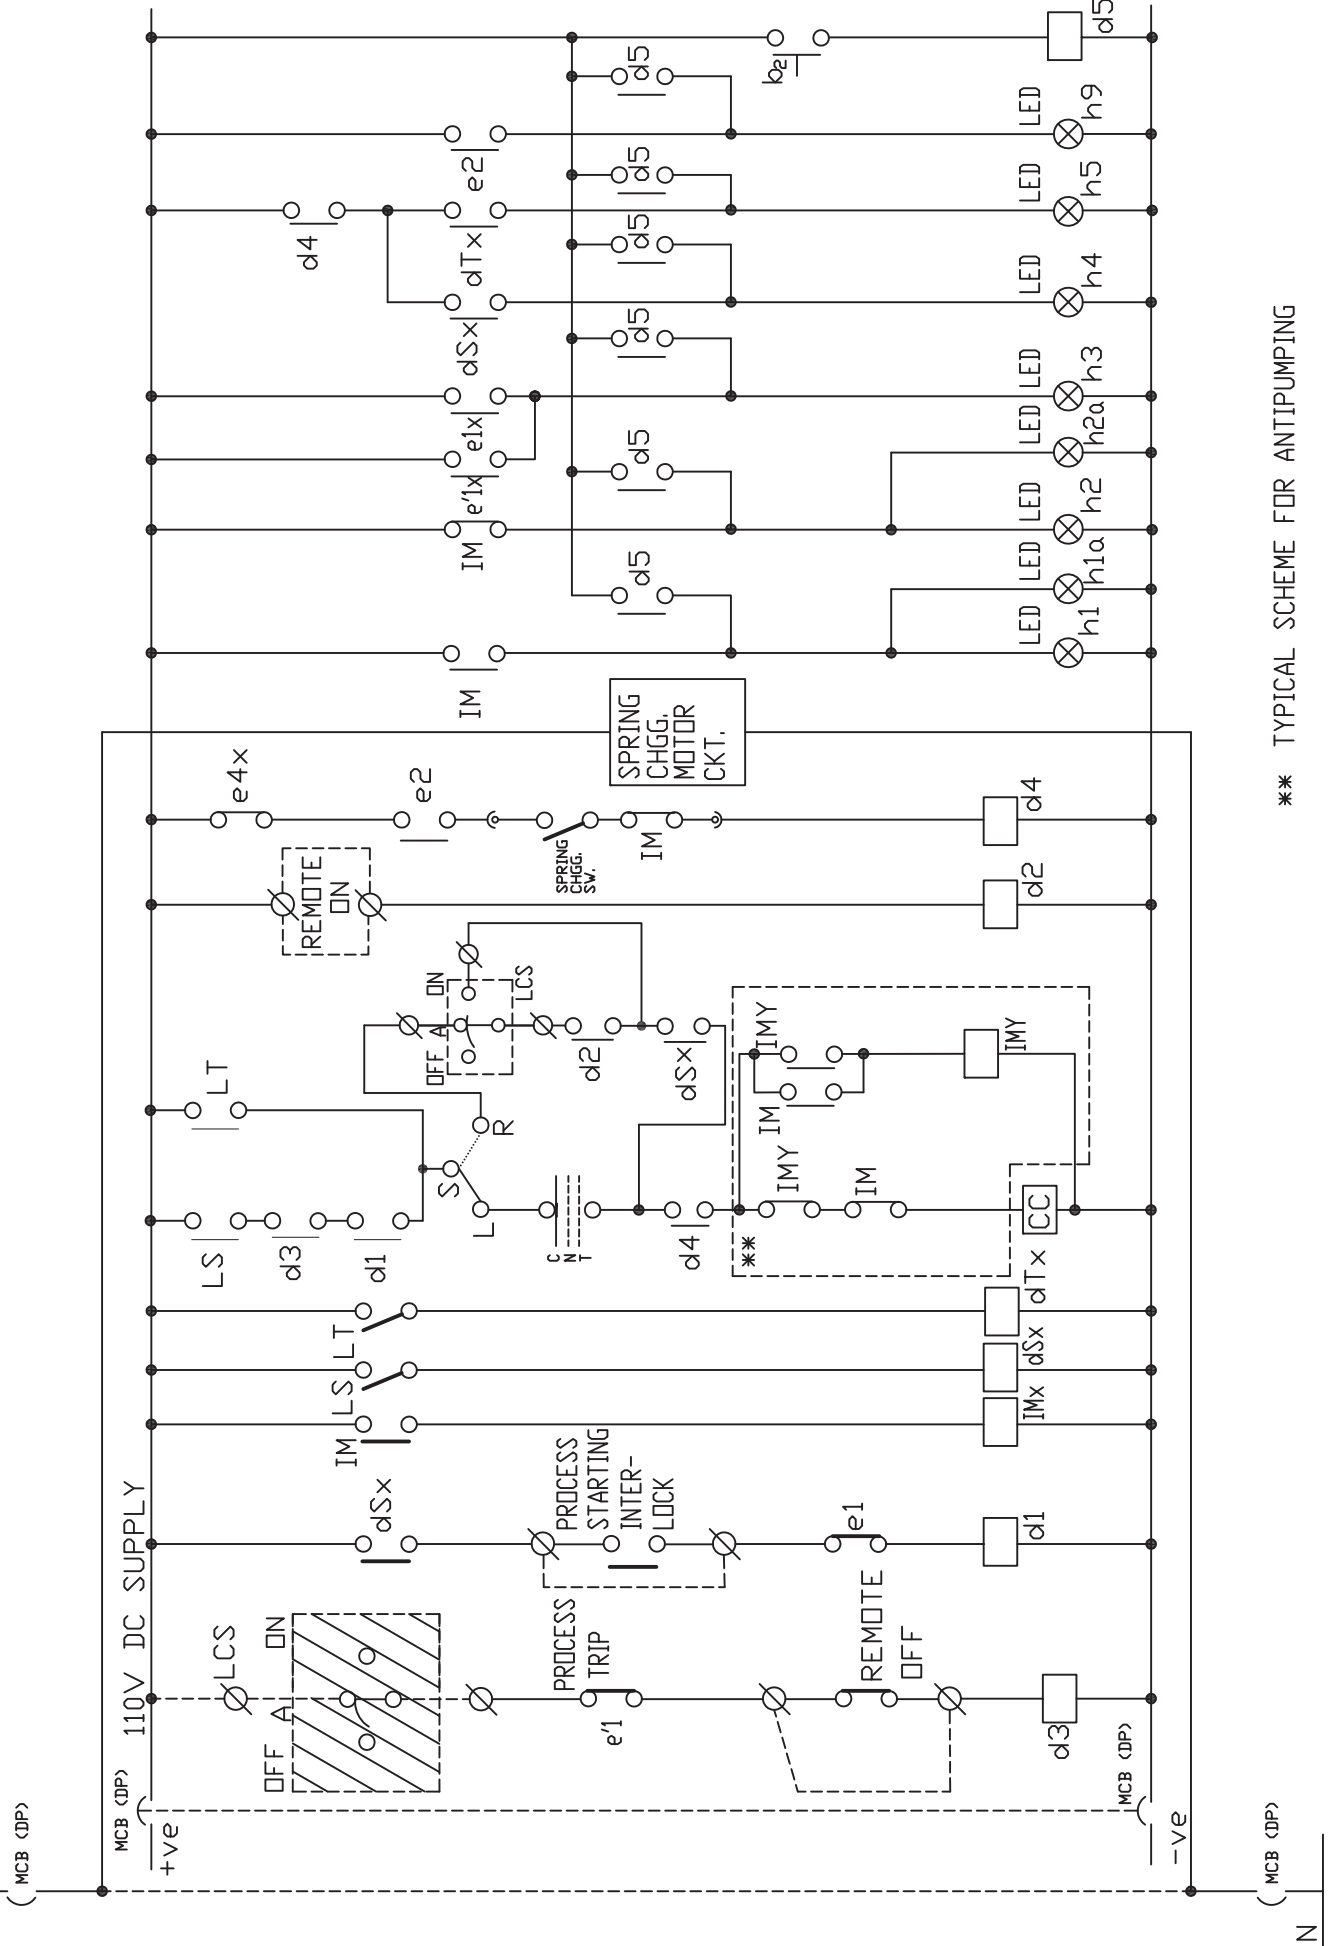 MCB (DP)
N
MCB (DP)
MCB (DP)
+ve
110V DC SUPPLY
MCB (DP)
-ve
LCS
OFF A ON
PROCESS
TRIP
e'1
REMOTE
OFF
d3
dSx
PROCESS
STARTING
INTER-
LOCK
e1
d1
IM
IMx
LS
dSx
LT
dTx
LS
d3
d1
LT
S
L
R
C
N
T
OFF A ON
LCS
d2
dSx
d4
**
IMY
IM
IM
IMY
IMY
CC
REMOTE
ON
d2
e4x
e2
SPRING
CHGG.
SW.
IM
d4
SPRING
CHGG.
MOTOR
CKT.
IM
d5
LED
h1
LED
h1a
IM
d5
LED
h2
LED
h2a
e'1x
e1x
d5
LED
h3
dSx
d5
LED
h4
d4
dTx
d5
LED
h5
e2
d5
LED
h9
b2
d5
** TYPICAL SCHEME FOR ANTIPUMPING